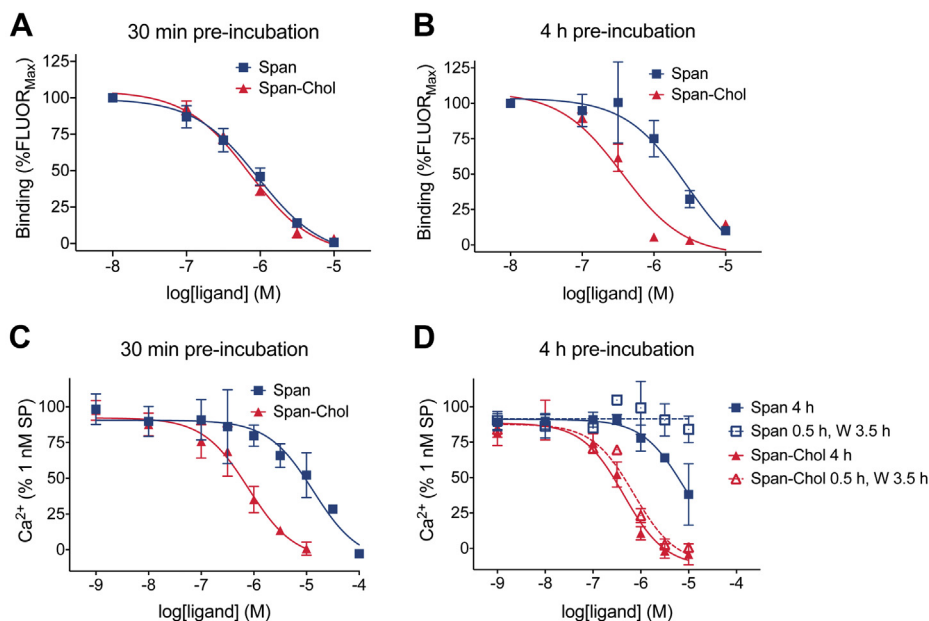 A
30 min pre-incubation
Binding (%FLUORMax)
125
100
75
50
25
0
Span
Span-Chol
-8
-7
-6
-5
log[ligand] (M)
B
4 h pre-incubation
Binding (%FLUORMax)
125
100
75
50
25
0
Span
Span-Chol
-8
-7
-6
-5
log[ligand] (M)
C
30 min pre-incubation
Ca2+ (% 1 nM SP)
100
75
50
25
0
Span
Span-Chol
-9
-8
-7
-6
-5
-4
log[ligand] (M)
D
4 h pre-incubation
Ca2+ (% 1 nM SP)
100
75
50
25
0
Span 4 h
Span 0.5 h, W 3.5 h
Span-Chol 4 h
Span-Chol 0.5 h, W 3.5 h
-9
-8
-7
-6
-5
-4
log[ligand] (M)